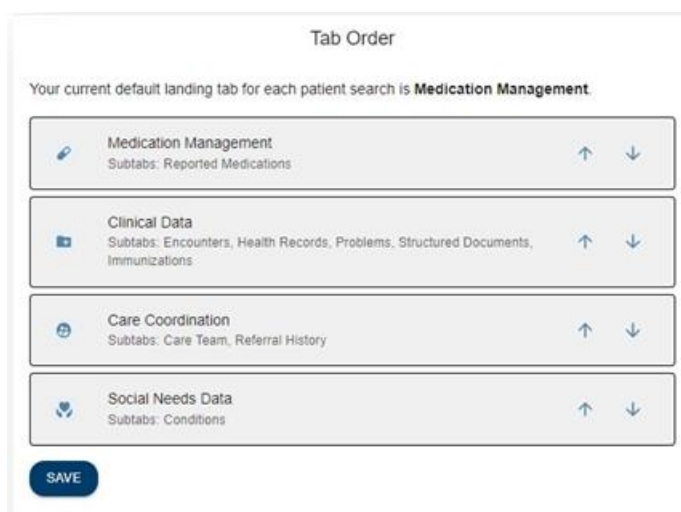 Tab Order
Your current default landing tab for each patient search is Medication Management.
Medication Management
Subtabs: Reported Medications
Clinical Data
Subtabs: Encounters, Health Records, Problems, Structured Documents,
Immunizations
Care Coordination
Subtabs: Care Team, Referral History
Social Needs Data
Subtabs: Conditions
SAVE